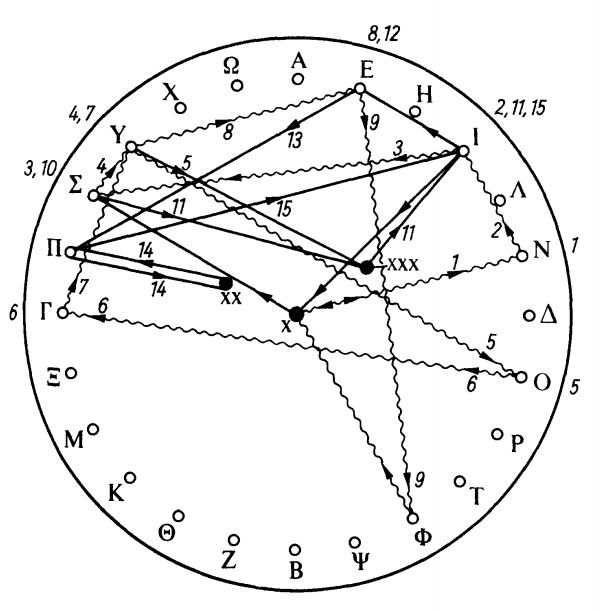 8,12
Α Ε
Ω Η
Χ 2,11,15
4,7 Ι
Υ 8 9
13
3,10 4 5 3
Σ 11 15 Λ
2
Π 14 11 Ν 1
xxx 1
14 xx
7
6 Γ 6 x Δ
5
Ξ 6 Ο 5
Μ Ρ
Κ 9 Τ
Θ Φ
Ζ Β Ψ